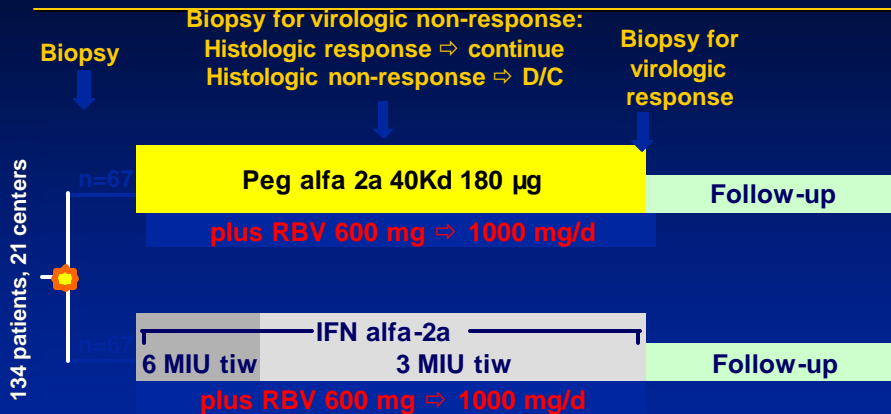 Biopsy for virologic non-response:
Histologic response ⇨ continue
Histologic non-response ⇨ D/C
Biopsy
Biopsy for
virologic
response
134 patients, 21 centers
n=67
Peg alfa 2a 40Kd 180 µg
Follow-up
plus RBV 600 mg ⇨ 1000 mg/d
IFN alfa-2a
n=67
6 MIU tiw
3 MIU tiw
Follow-up
plus RBV 600 mg ⇨ 1000 mg/d